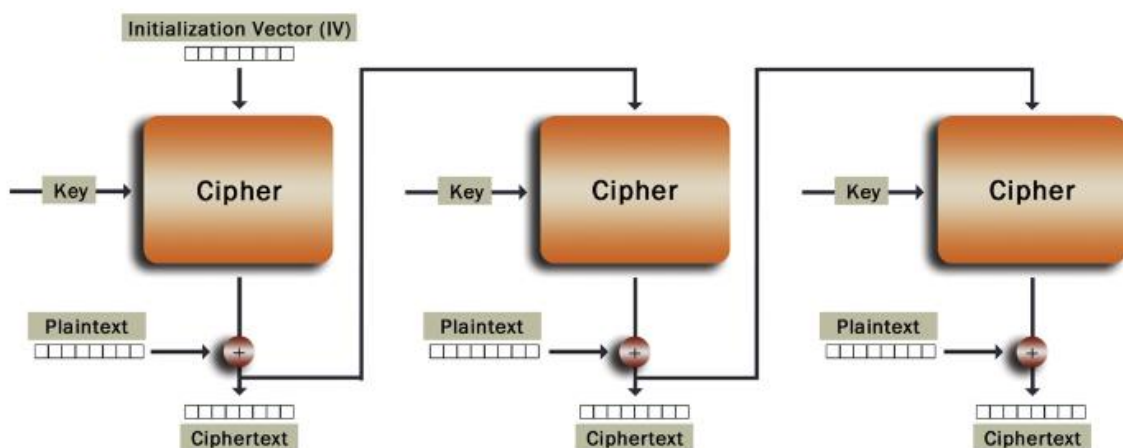 Initialization Vector (IV)
Key
Cipher
Key
Cipher
Key
Cipher
Plaintext
+
Plaintext
+
Plaintext
+
Ciphertext
Ciphertext
Ciphertext